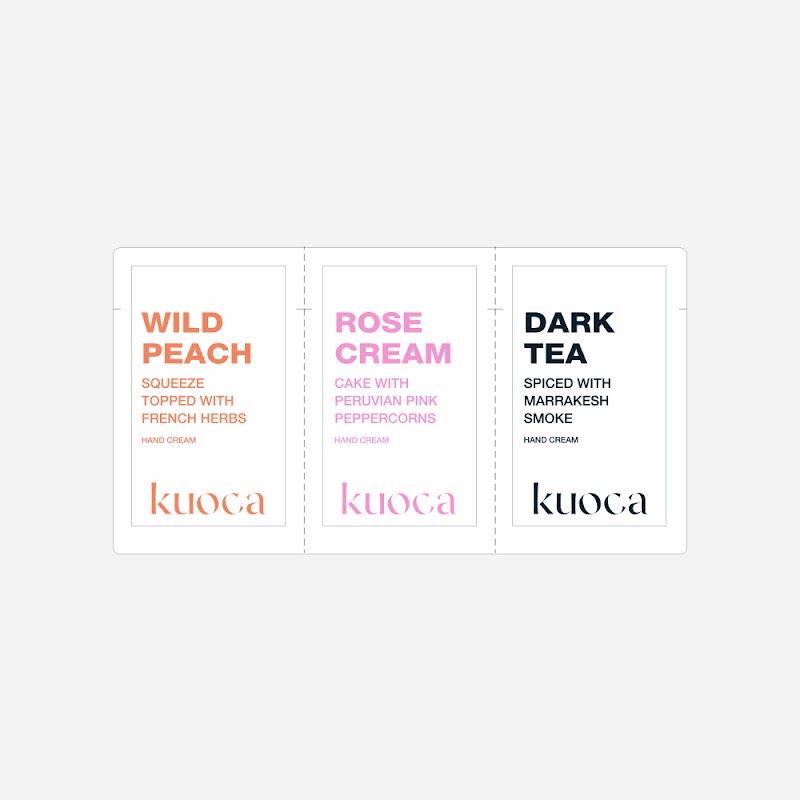 WILD
PEACH
SQUEEZE
TOPPED WITH
FRENCH HERBS
HAND CREAM
kuoca
ROSE
CREAM
CAKE WITH
PERUVIAN PINK
PEPPERCORNS
HAND CREAM
kuoca
DARK
TEA
SPICED WITH
MARRAKESH
SMOKE
HAND CREAM
kuoca